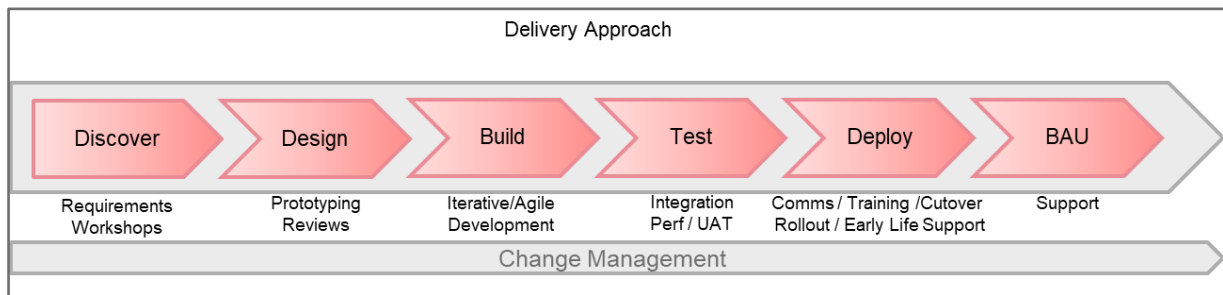 Delivery Approach
Discover
Design
Build
Test
Deploy
BAU
Requirements
Workshops
Prototyping
Reviews
Iterative/Agile
Development
Integration
Perf / UAT
Comms / Training /Cutover
Rollout / Early Life Support
Support
Change Management